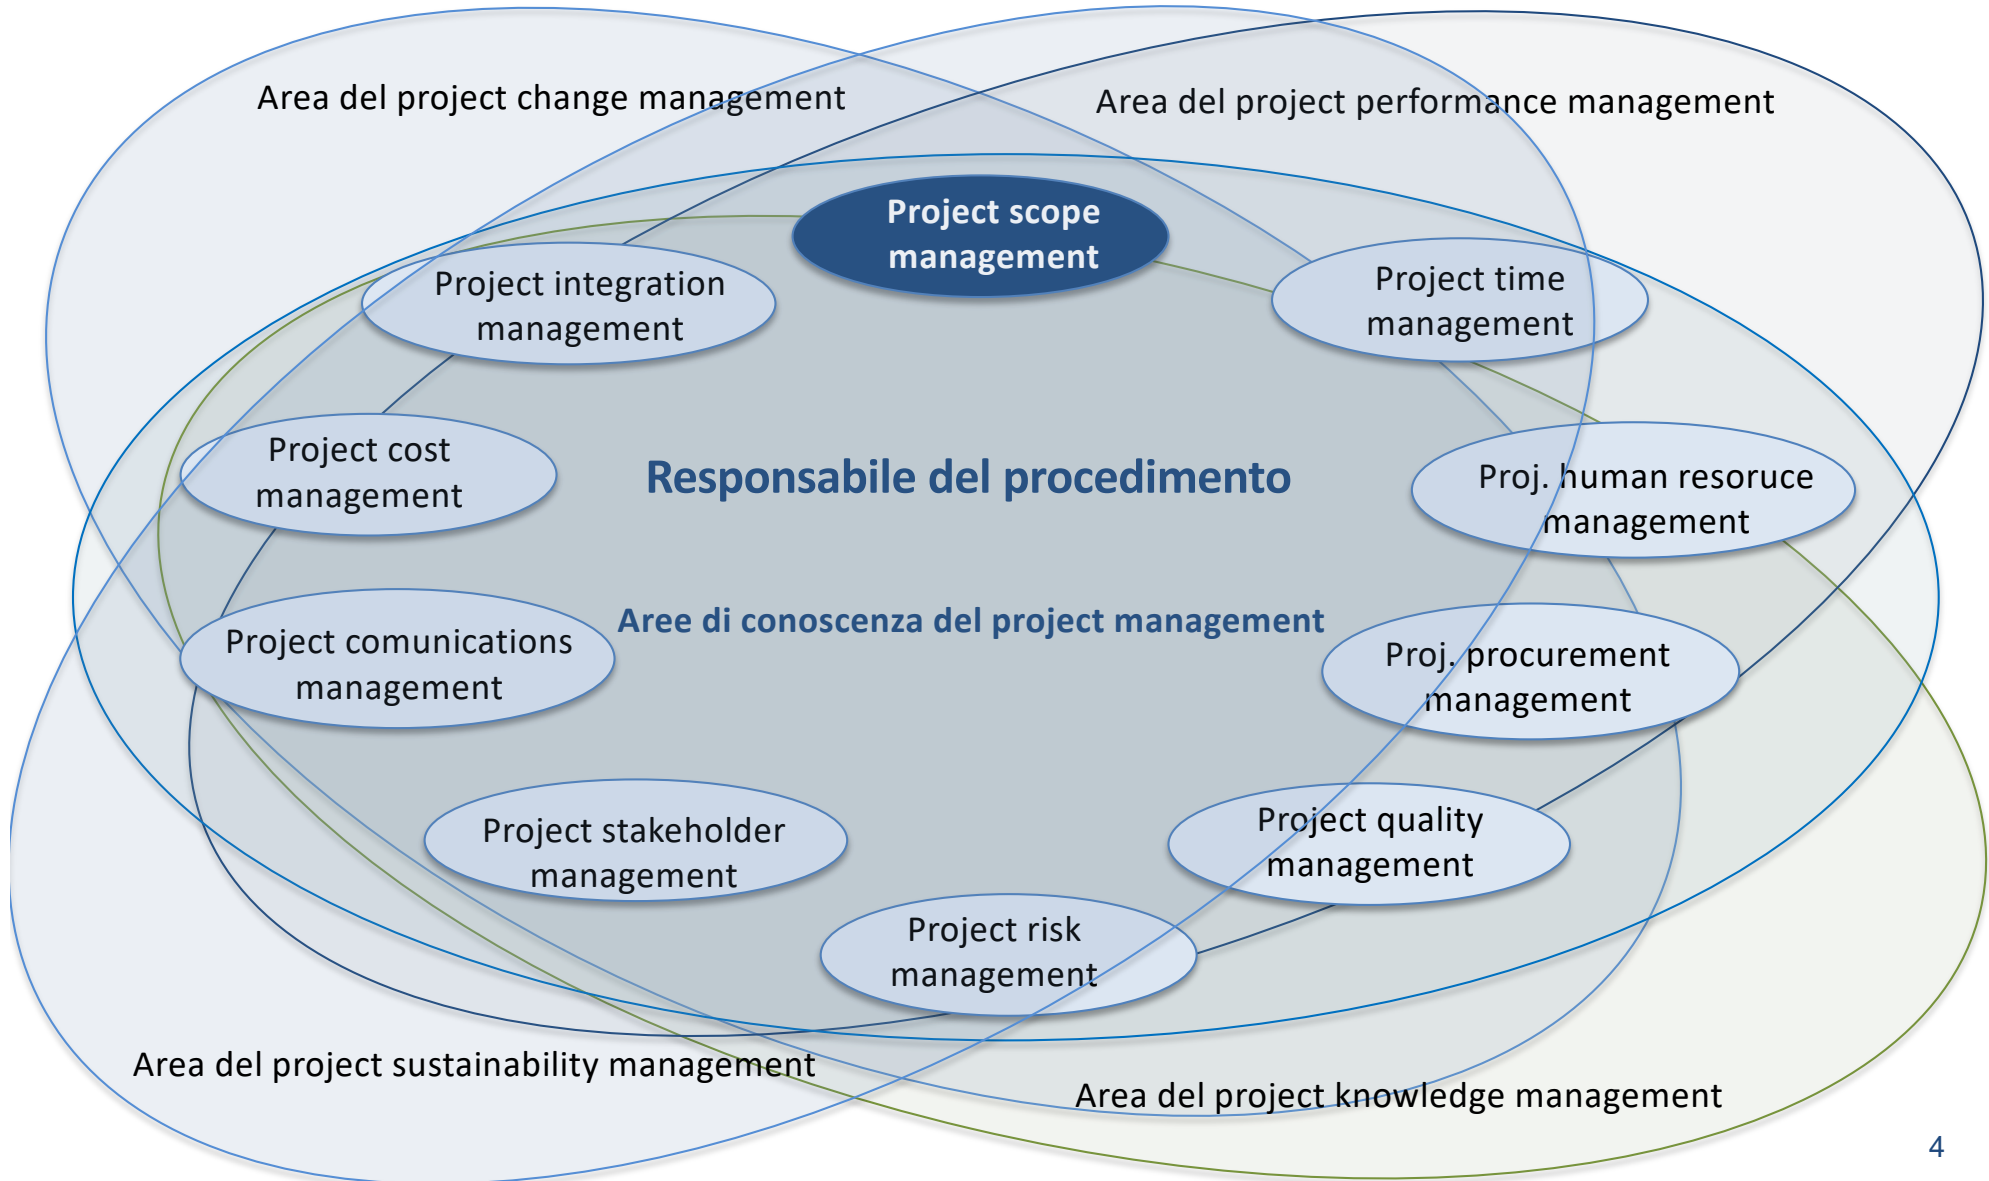 Area del project change management
Area del project performance management
Project scope
management
Project integration
management
Project time
management
Project cost
management
Responsabile del procedimento
Proj. human resoruce
management
Aree di conoscenza del project management
Project comunications
management
Proj. procurement
management
Project stakeholder
management
Project quality
management
Project risk
management
Area del project sustainability management
Area del project knowledge management
4